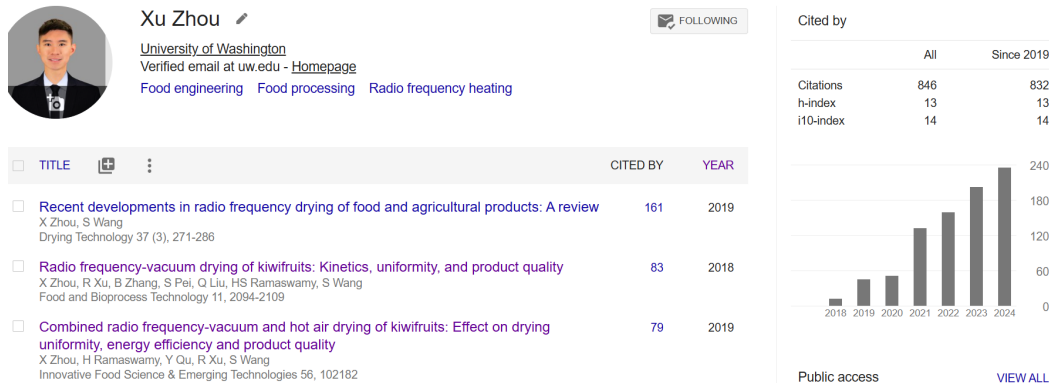 Xu Zhou
FOLLOWING
University of Washington
Verified email at uw.edu - Homepage
Food engineering Food processing Radio frequency heating
TITLE CITED BY YEAR
Recent developments in radio frequency drying of food and agricultural products: A review 161 2019
X Zhou, S Wang
Drying Technology 37 (3), 271-286
Radio frequency-vacuum drying of kiwifruits: Kinetics, uniformity, and product quality 83 2018
X Zhou, R Xu, B Zhang, S Pei, Q Liu, HS Ramaswamy, S Wang
Food and Bioprocess Technology 11, 2094-2109
Combined radio frequency-vacuum and hot air drying of kiwifruits: Effect on drying 79 2019
uniformity, energy efficiency and product quality
X Zhou, H Ramaswamy, Y Qu, R Xu, S Wang
Innovative Food Science & Emerging Technologies 56, 102182
Cited by
All Since 2019
Citations 846 832
h-index 13 13
i10-index 14 14
240
180
120
60
0
2018 2019 2020 2021 2022 2023 2024
Public access VIEW ALL